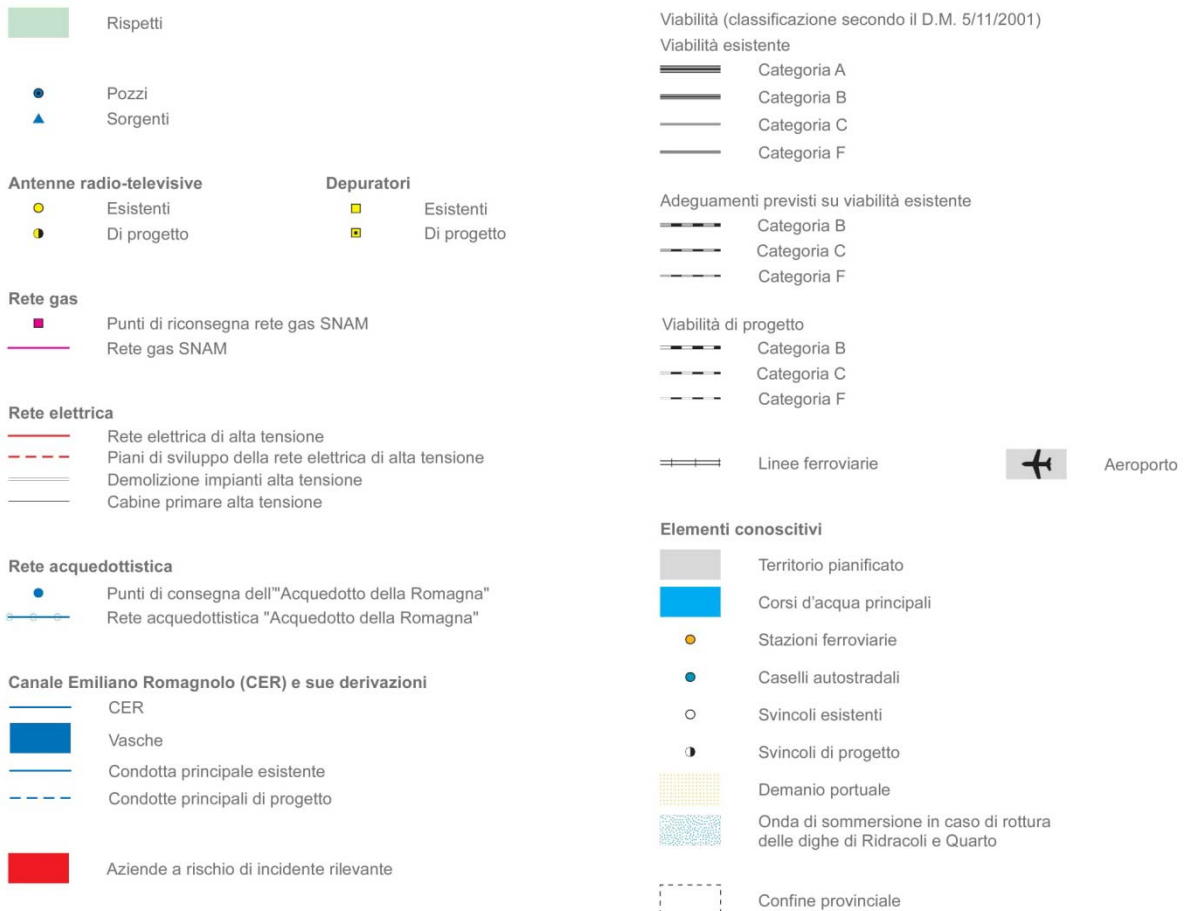 Rispetti
Pozzi
Sorgenti
Antenne radio-televisive
Esistenti
Di progetto
Depuratori
Esistenti
Di progetto
Rete gas
Punti di riconsegna rete gas SNAM
Rete gas SNAM
Rete elettrica
Rete elettrica di alta tensione
Piani di sviluppo della rete elettrica di alta tensione
Demolizione impianti alta tensione
Cabine primare alta tensione
Rete acquedottistica
Punti di consegna dell'"Acquedotto della Romagna"
Rete acquedottistica "Acquedotto della Romagna"
Canale Emiliano Romagnolo (CER) e sue derivazioni
CER
Vasche
Condotta principale esistente
Condotte principali di progetto
Aziende a rischio di incidente rilevante
Viabilità (classificazione secondo il D.M. 5/11/2001)
Viabilità esistente
Categoria A
Categoria B
Categoria C
Categoria F
Adeguamenti previsti su viabilità esistente
Categoria B
Categoria C
Categoria F
Viabilità di progetto
Categoria B
Categoria C
Categoria F
Linee ferroviarie
Aeroporto
Elementi conoscitivi
Territorio pianificato
Corsi d'acqua principali
Stazioni ferroviarie
Caselli autostradali
Svincoli esistenti
Svincoli di progetto
Demanio portuale
Onda di sommersione in caso di rottura
delle dighe di Ridracoli e Quarto
Confine provinciale